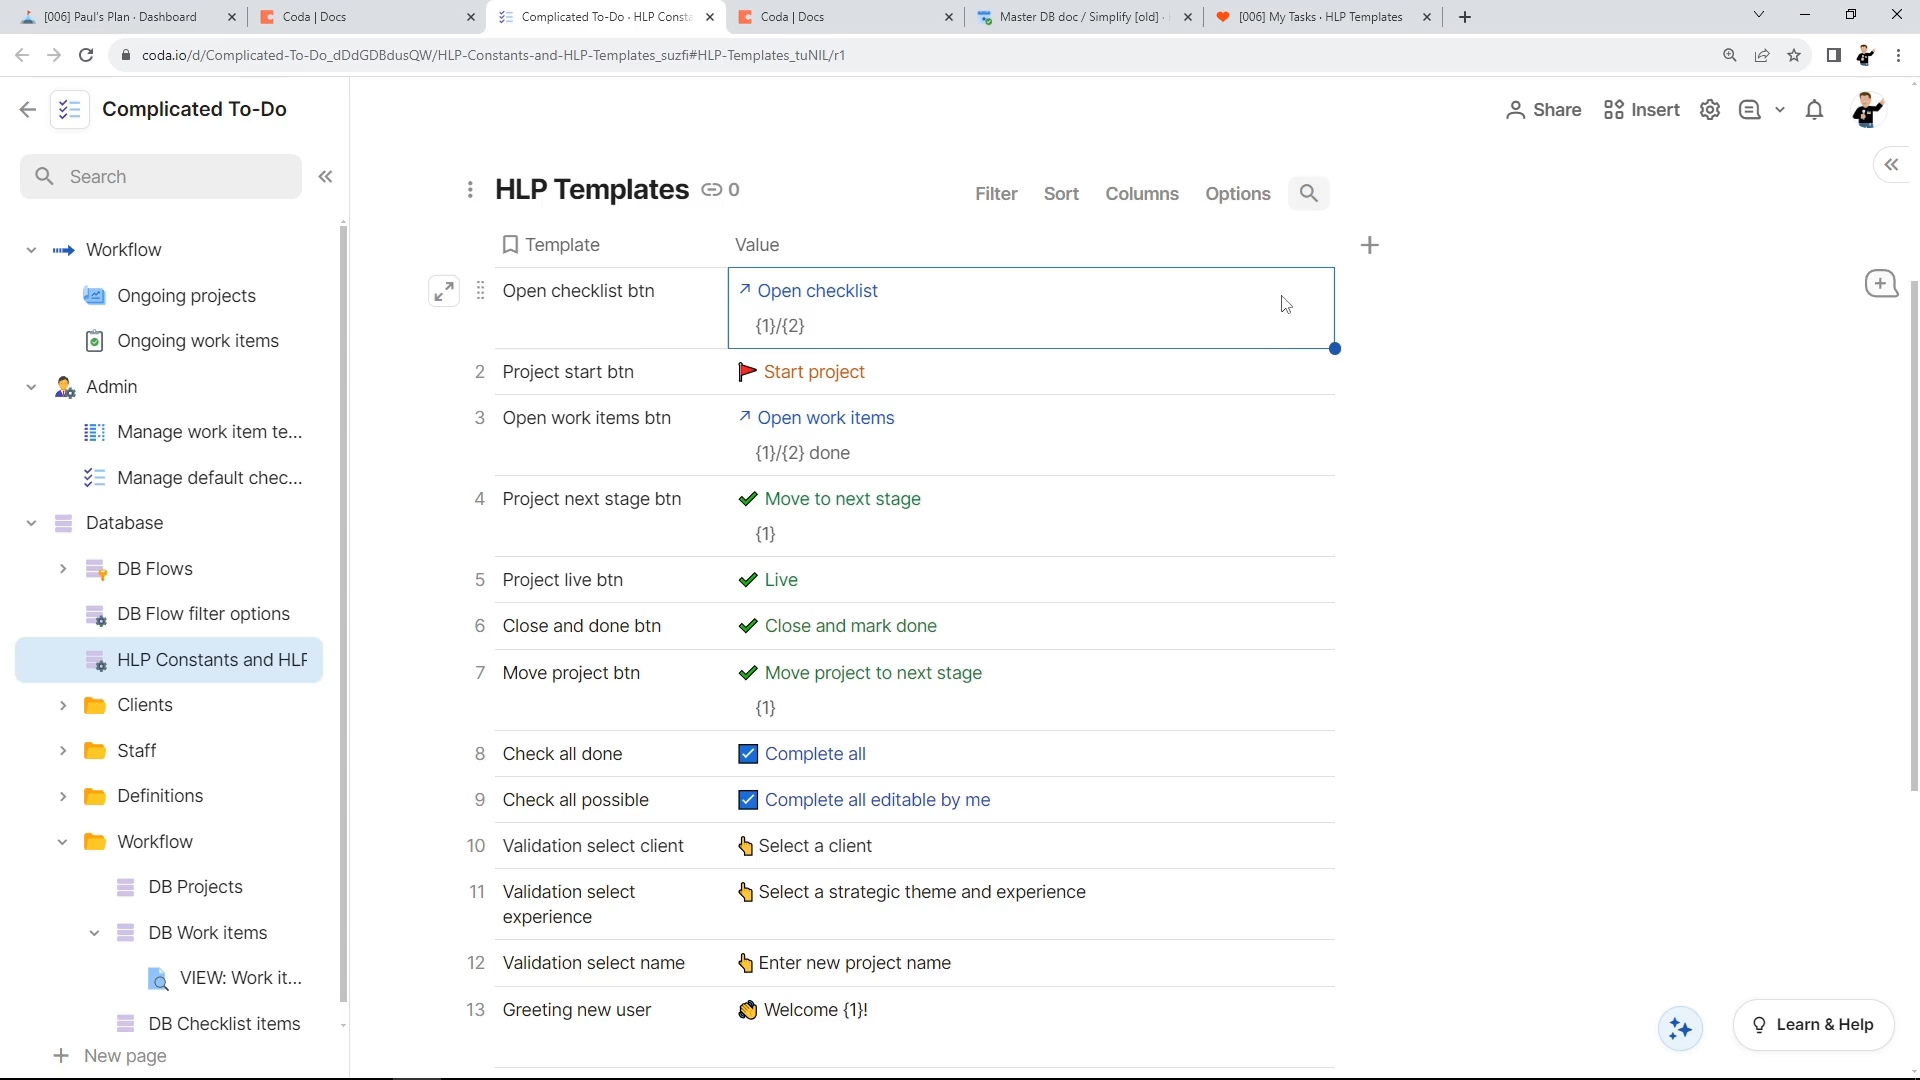 [006] Paul's Plan · Dashboard
Coda | Docs
Complicated To-Do · HLP Consta
Coda | Docs
Master DB doc / Simplify [old] ·
[006] My Tasks · HLP Templates
coda.io/d/Complicated-To-Do_dDdGDBdusQW/HLP-Constants-and-HLP-Templates_suzfi#HLP-Templates_tuNIL/r1
Complicated To-Do
Share
Insert
Search
Workflow
Ongoing projects
Ongoing work items
Admin
Manage work item te...
Manage default chec...
Database
DB Flows
DB Flow filter options
HLP Constants and HLP
Clients
Staff
Definitions
Workflow
DB Projects
DB Work items
VIEW: Work it...
DB Checklist items
New page
HLP Templates 0
Filter Sort Columns Options
Template Value
Open checklist btn
Open checklist
{1}/{2}
2 Project start btn Start project
3 Open work items btn Open work items
{1}/{2} done
4 Project next stage btn Move to next stage
{1}
5 Project live btn Live
6 Close and done btn Close and mark done
7 Move project btn Move project to next stage
{1}
8 Check all done Complete all
9 Check all possible Complete all editable by me
10 Validation select client Select a client
11 Validation select Select a strategic theme and experience
experience
12 Validation select name Enter new project name
13 Greeting new user Welcome {1}!
Learn & Help